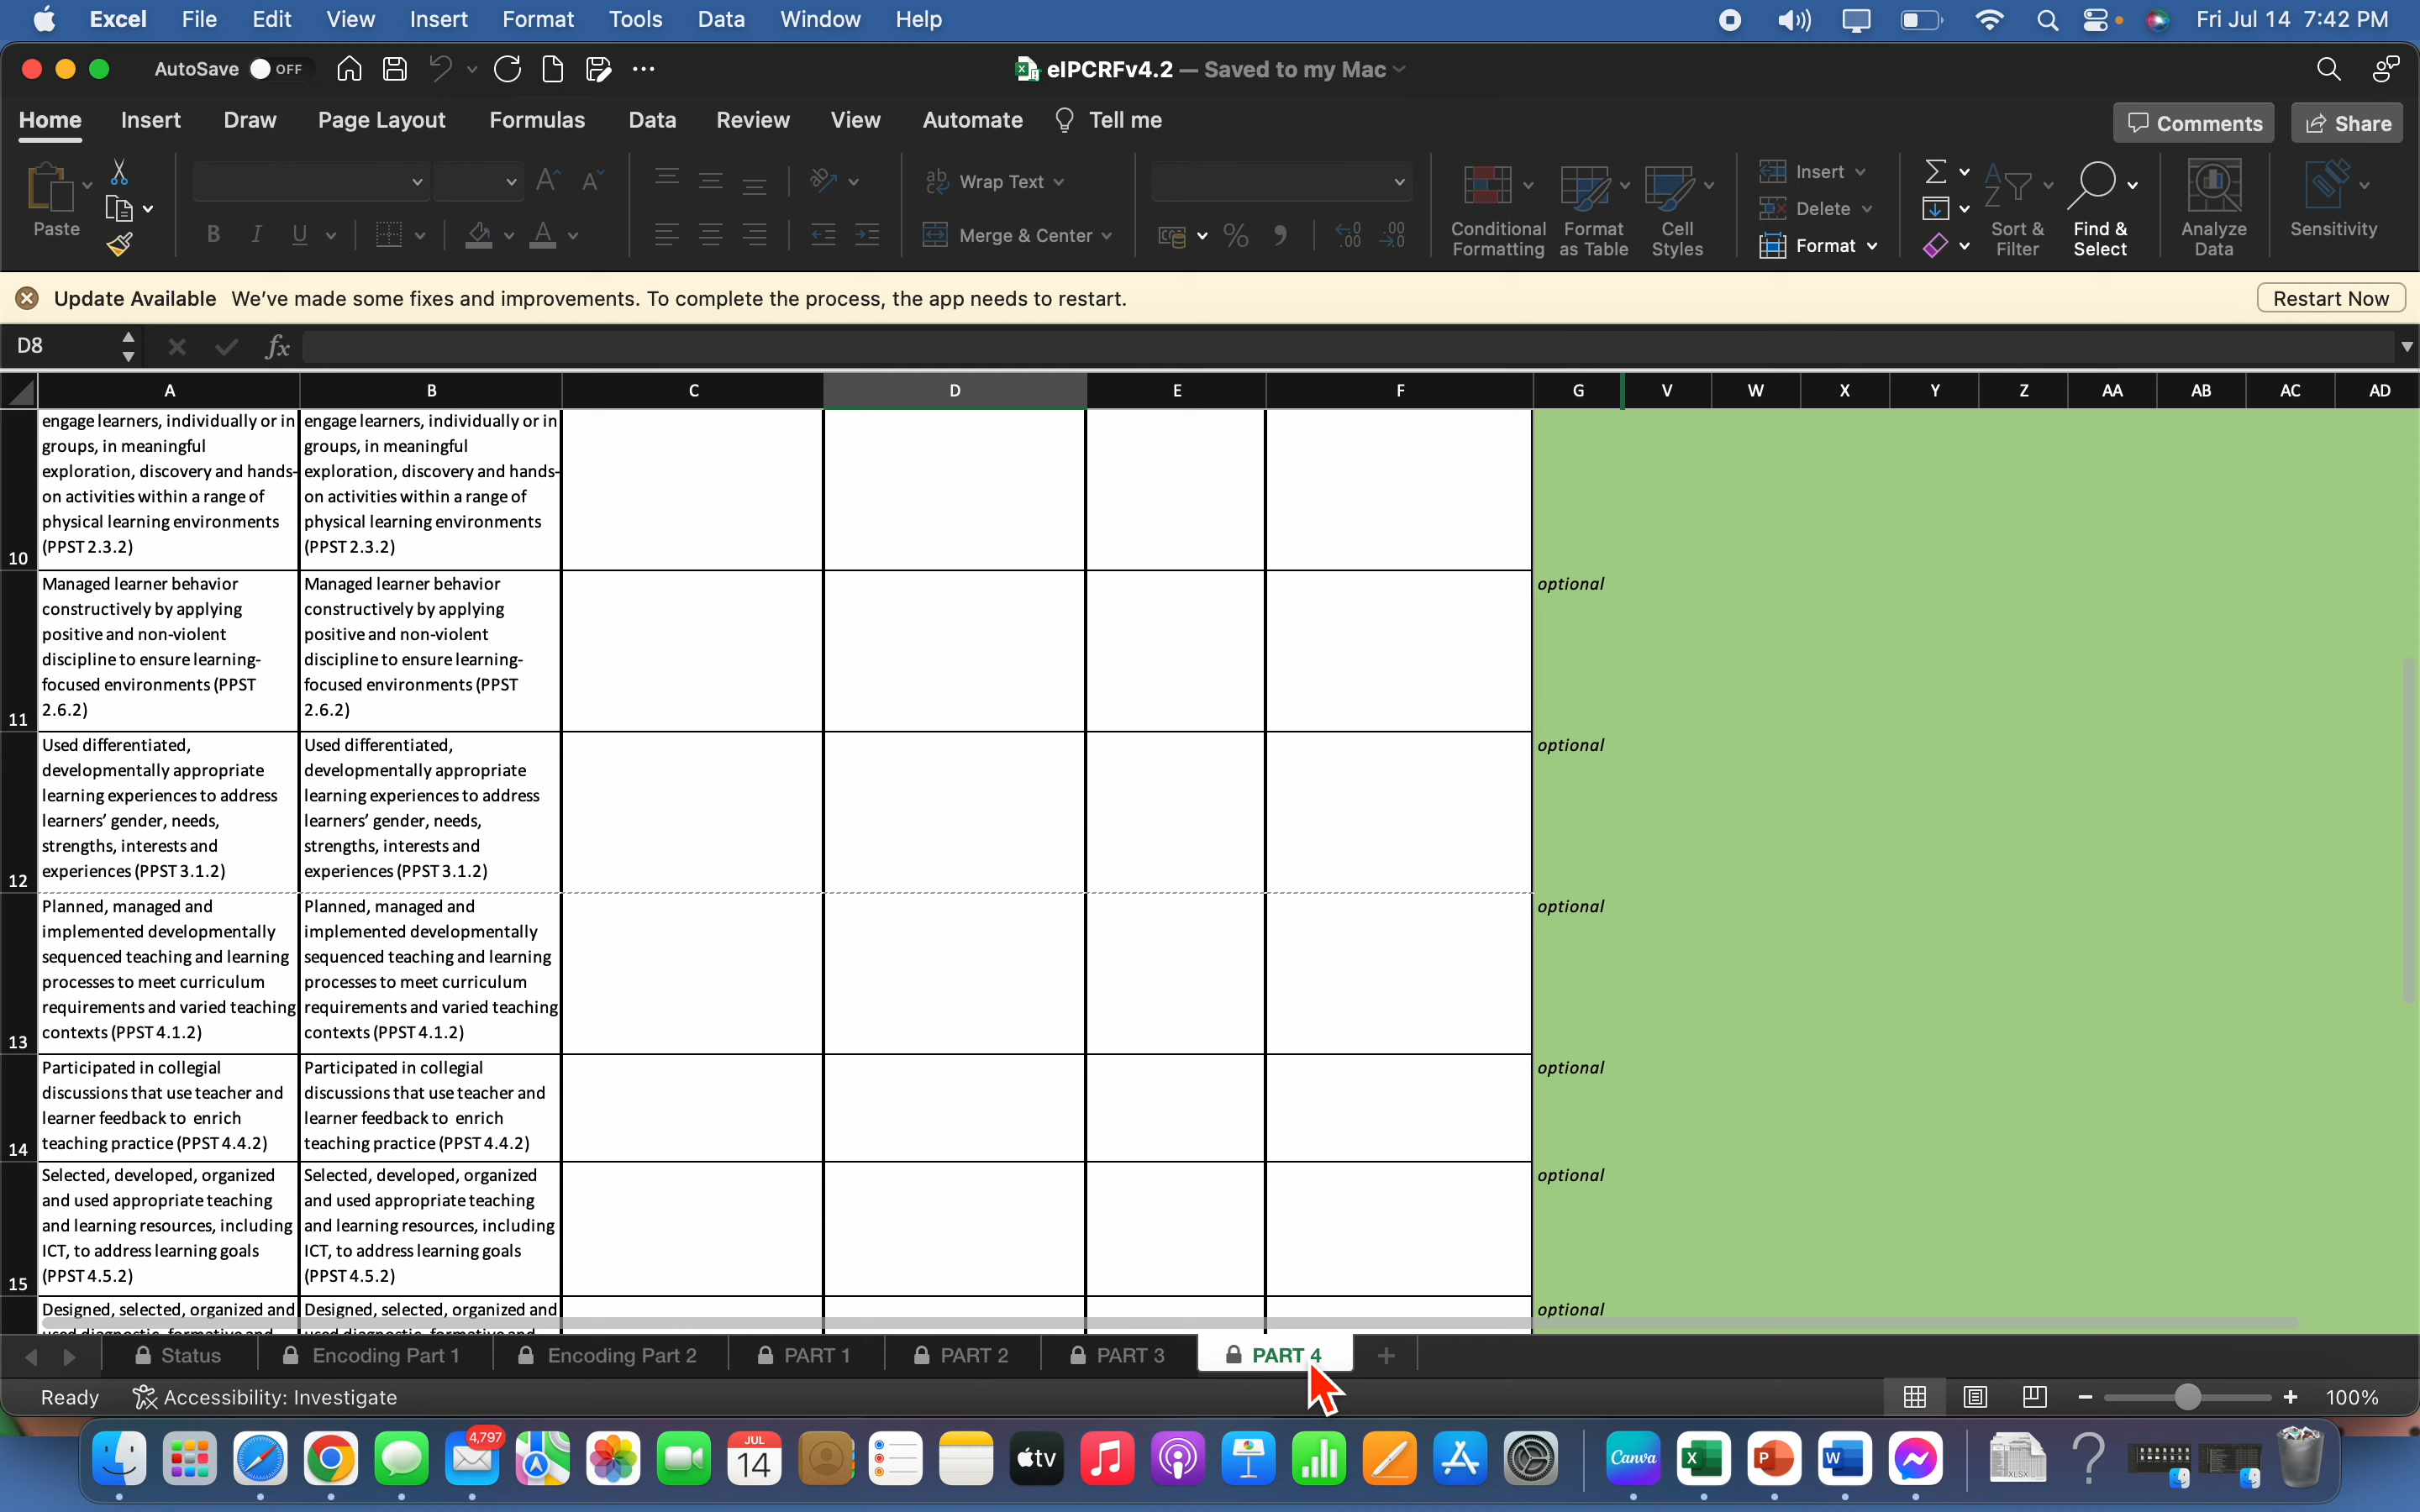 Excel File Edit View Insert Format Tools Data Window Help Fri Jul 14 7:42 PM
AutoSave OFF eIPCRFv4.2 — Saved to my Mac
Home Insert Draw Page Layout Formulas Data Review View Automate Tell me Comments Share
Paste
B I U
Wrap Text
Merge & Center
Conditional Formatting
Format as Table
Cell Styles
Insert
Delete
Format
Sort & Filter
Find & Select
Analyze Data
Sensitivity
Update Available We've made some fixes and improvements. To complete the process, the app needs to restart. Restart Now
D8 fx
A B C D E F G V W X Y Z AA AB AC AD
10
engage learners, individually or in
groups, in meaningful
exploration, discovery and hands-
on activities within a range of
physical learning environments
(PPST 2.3.2)
engage learners, individually or in
groups, in meaningful
exploration, discovery and hands-
on activities within a range of
physical learning environments
(PPST 2.3.2)
11
Managed learner behavior
constructively by applying
positive and non-violent
discipline to ensure learning-
focused environments (PPST
2.6.2)
Managed learner behavior
constructively by applying
positive and non-violent
discipline to ensure learning-
focused environments (PPST
2.6.2)
optional
12
Used differentiated,
developmentally appropriate
learning experiences to address
learners' gender, needs,
strengths, interests and
experiences (PPST 3.1.2)
Used differentiated,
developmentally appropriate
learning experiences to address
learners' gender, needs,
strengths, interests and
experiences (PPST 3.1.2)
optional
13
Planned, managed and
implemented developmentally
sequenced teaching and learning
processes to meet curriculum
requirements and varied teaching
contexts (PPST 4.1.2)
Planned, managed and
implemented developmentally
sequenced teaching and learning
processes to meet curriculum
requirements and varied teaching
contexts (PPST 4.1.2)
optional
14
Participated in collegial
discussions that use teacher and
learner feedback to enrich
teaching practice (PPST 4.4.2)
Participated in collegial
discussions that use teacher and
learner feedback to enrich
teaching practice (PPST 4.4.2)
optional
15
Selected, developed, organized
and used appropriate teaching
and learning resources, including
ICT, to address learning goals
(PPST 4.5.2)
Selected, developed, organized
and used appropriate teaching
and learning resources, including
ICT, to address learning goals
(PPST 4.5.2)
optional
Designed, selected, organized and
Designed, selected, organized and
optional
Status Encoding Part 1 Encoding Part 2 PART 1 PART 2 PART 3 PART 4
Ready Accessibility: Investigate 100%
4,797
JUL
14
tv
Canva
X
P
W
XLSX